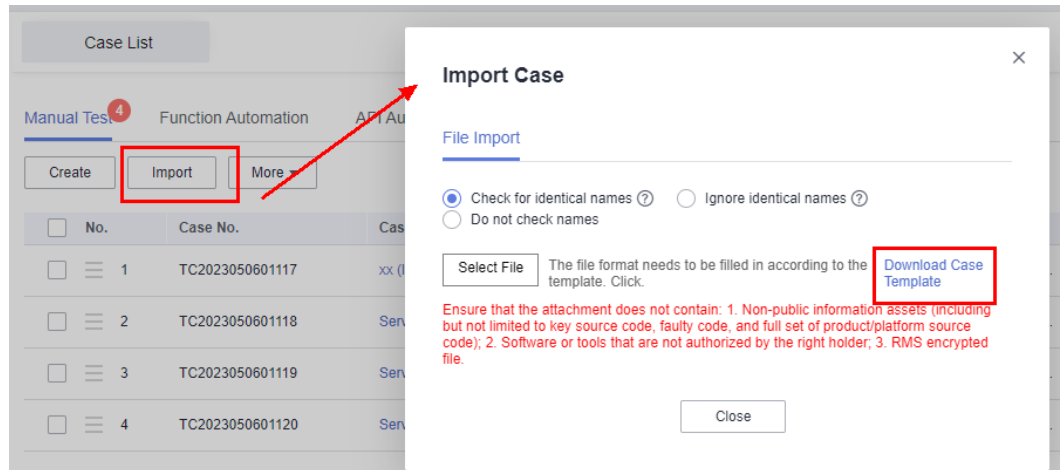 Case List
Manual Test 4 Function Automation API Au
Create Import More
No. Case No. Cas
1 TC2023050601117 xx (I
2 TC2023050601118 Serv
3 TC2023050601119 Serv
4 TC2023050601120 Serv
Import Case
File Import
Check for identical names ? Ignore identical names ?
Do not check names
Select File
The file format needs to be filled in according to the
template. Click.
Download Case
Template
Ensure that the attachment does not contain: 1. Non-public information assets (including
but not limited to key source code, faulty code, and full set of product/platform source
code); 2. Software or tools that are not authorized by the right holder; 3. RMS encrypted
file.
Close